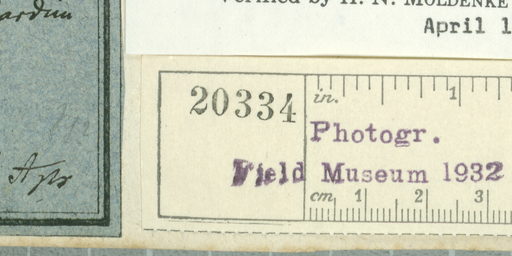 Verified by H. N. MOLDENKE
April 1
20334
in. 1
Photogr.
Field Museum 1932
cm. 1 2 3